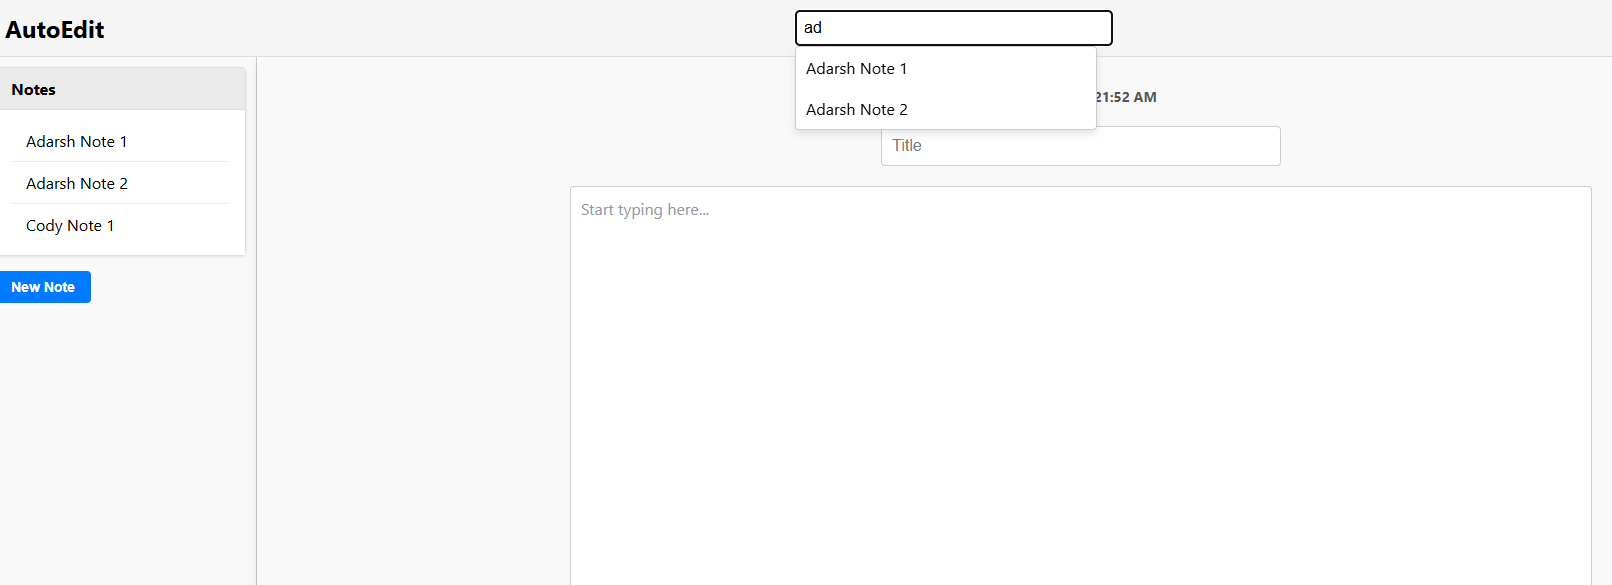 AutoEdit
ad
Adarsh Note 1
Adarsh Note 2
Notes
Adarsh Note 1
Adarsh Note 2
Cody Note 1
New Note
21:52 AM
Title
Start typing here...